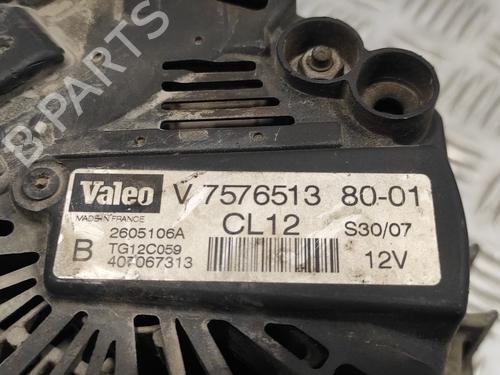 B-PARTS
Valeo V 7576513 80-01
MADE IN FRANCE CL12 S30/07
2605106A
B TG12C059 12V
407067313